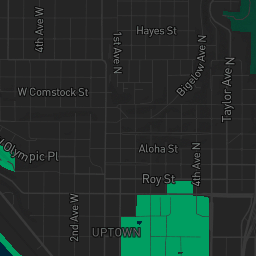 Hayes St
4th Ave W
1st Ave N
Bigelow Ave N
Taylor Ave N
W Comstock St
Olympic Pl
Aloha St
4th Ave N
Roy St
2nd Ave W
UPTOWN